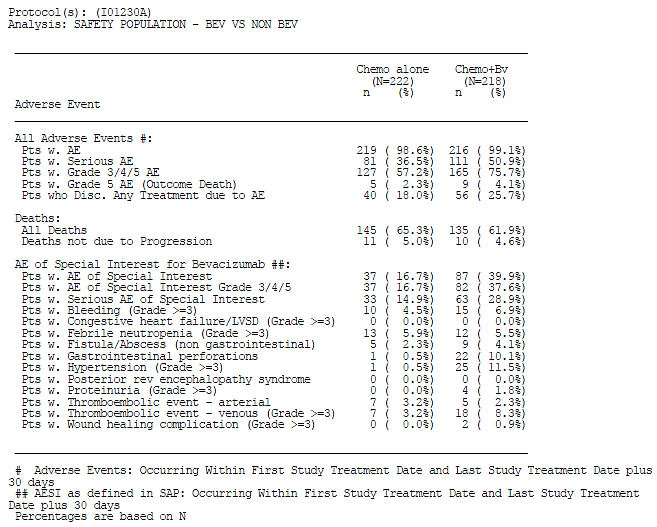 Protocol(s): (I01230A)
Analysis: SAFETY POPULATION - BEV VS NON BEV
Chemo alone Chemo+Bv
(N=222) (N=218)
n (%) n (%)
Adverse Event
All Adverse Events #:
Pts w. AE 219 ( 98.6%) 216 ( 99.1%)
Pts w. Serious AE 81 ( 36.5%) 111 ( 50.9%)
Pts w. Grade 3/4/5 AE 127 ( 57.2%) 165 ( 75.7%)
Pts w. Grade 5 AE (Outcome Death) 5 ( 2.3%) 9 ( 4.1%)
Pts who Disc. Any Treatment due to AE 40 ( 18.0%) 56 ( 25.7%)
Deaths:
All Deaths 145 ( 65.3%) 135 ( 61.9%)
Deaths not due to Progression 11 ( 5.0%) 10 ( 4.6%)
AE of Special Interest for Bevacizumab ##:
Pts w. AE of Special Interest 37 ( 16.7%) 87 ( 39.9%)
Pts w. AE of Special Interest Grade 3/4/5 37 ( 16.7%) 82 ( 37.6%)
Pts w. Serious AE of Special Interest 33 ( 14.9%) 63 ( 28.9%)
Pts w. Bleeding (Grade >=3) 10 ( 4.5%) 15 ( 6.9%)
Pts w. Congestive heart failure/LVSD (Grade >=3) 0 ( 0.0%) 0 ( 0.0%)
Pts w. Febrile neutropenia (Grade >=3) 13 ( 5.9%) 12 ( 5.5%)
Pts w. Fistula/Abscess (non gastrointestinal) 5 ( 2.3%) 9 ( 4.1%)
Pts w. Gastrointestinal perforations 1 ( 0.5%) 22 ( 10.1%)
Pts w. Hypertension (Grade >=3) 1 ( 0.5%) 25 ( 11.5%)
Pts w. Posterior rev encephalopathy syndrome 0 ( 0.0%) 0 ( 0.0%)
Pts w. Proteinuria (Grade >=3) 0 ( 0.0%) 4 ( 1.8%)
Pts w. Thromboembolic event - arterial 7 ( 3.2%) 5 ( 2.3%)
Pts w. Thromboembolic event - venous (Grade >=3) 7 ( 3.2%) 18 ( 8.3%)
Pts w. Wound healing complication (Grade >=3) 0 ( 0.0%) 2 ( 0.9%)
# Adverse Events: Occurring Within First Study Treatment Date and Last Study Treatment Date plus
30 days
## AESI as defined in SAP: Occurring Within First Study Treatment Date and Last Study Treatment
Date plus 30 days
Percentages are based on N